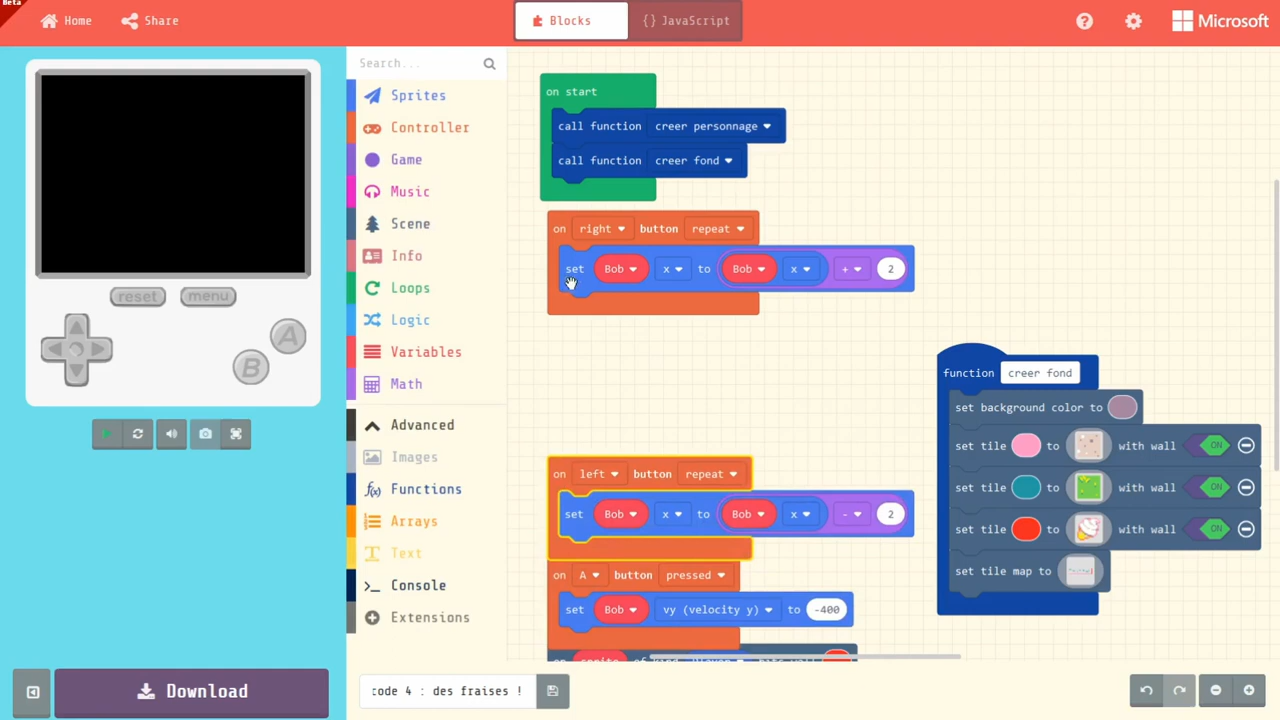 Beta
Home
Share
Blocks
{} JavaScript
?
Microsoft
reset
menu
A
B
Download
Search...
Sprites
Controller
Game
Music
Scene
Info
Loops
Logic
Variables
Math
Advanced
Images
Functions
Arrays
Text
Console
Extensions
code 4 : des fraises !
on start
call function creer personnage
call function creer fond
on right button repeat
set Bob x to Bob x + 2
on left button repeat
set Bob x to Bob x - 2
on A button pressed
set Bob vy (velocity y) to -400
function creer fond
set background color to
set tile to with wall ON
set tile to with wall ON
set tile to with wall ON
set tile map to